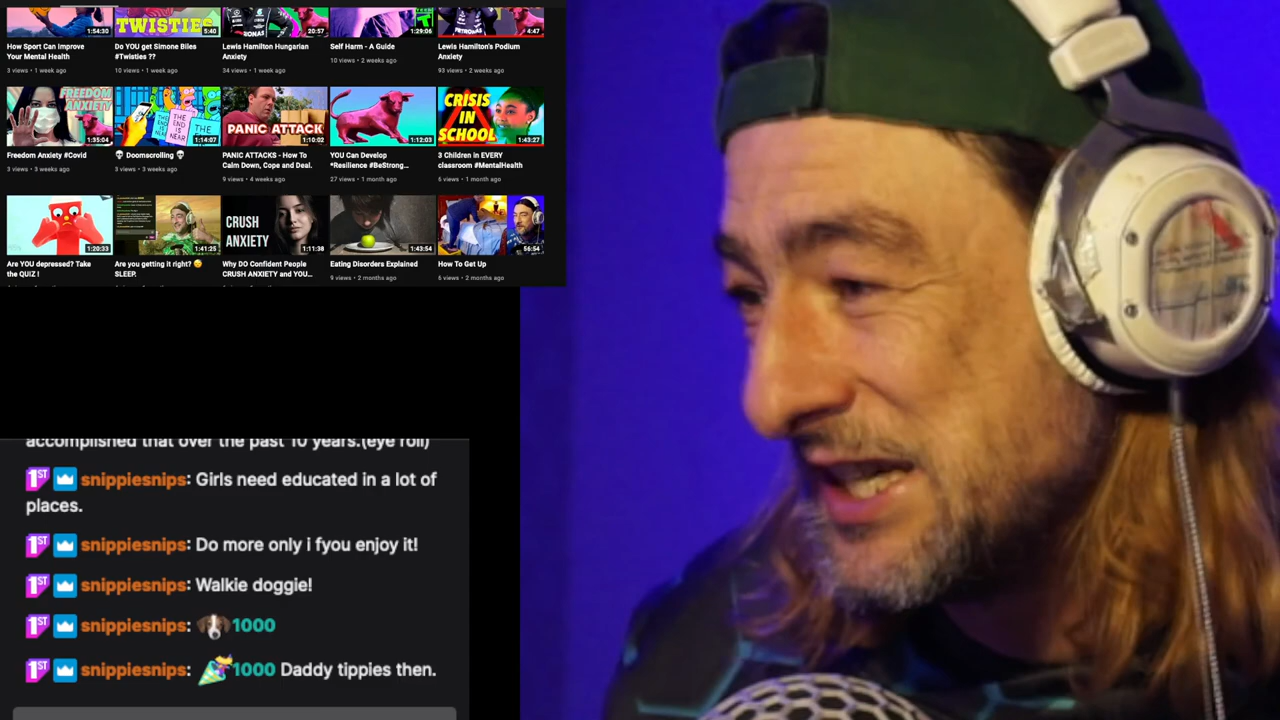 1:54:30
TWISTIES
5:40
PETRONAS
20:57
1:29:06
4:47
How Sport Can Improve
Your Mental Health
3 views • 1 week ago
Do YOU get Simone Biles
#Twisties ??
10 views • 1 week ago
Lewis Hamilton Hungarian
Anxiety
34 views • 1 week ago
Self Harm - A Guide
10 views • 2 weeks ago
Lewis Hamilton's Podium
Anxiety
93 views • 2 weeks ago
FREEDOM
ANXIETY
1:35:04
THE
END
IS
NEAR
THE
1:14:07
PANIC ATTACK
1:10:02
1:12:03
CRISIS
IN
SCHOOL
1:43:27
Freedom Anxiety #Covid
3 views • 3 weeks ago
💀 Doomscrolling 💀
3 views • 3 weeks ago
PANIC ATTACKS - How To
Calm Down, Cope and Deal.
9 views • 4 weeks ago
YOU Can Develop
*Resilience #BeStrong...
27 views • 1 month ago
3 Children in EVERY
classroom #MentalHealth
6 views • 1 month ago
1:20:33
1:41:25
CRUSH
ANXIETY
1:11:38
1:43:54
56:54
Are YOU depressed? Take
the QUIZ !
Are you getting it right? 😴
SLEEP.
Why DO Confident People
CRUSH ANXIETY and YOU...
Eating Disorders Explained
9 views • 2 months ago
How To Get Up
6 views • 2 months ago
accomplished that over the past 10 years.(eye roll)
1ST snippiesnips: Girls need educated in a lot of
places.
1ST snippiesnips: Do more only i fyou enjoy it!
1ST snippiesnips: Walkie doggie!
1ST snippiesnips: 1000
1ST snippiesnips: 1000 Daddy tippies then.